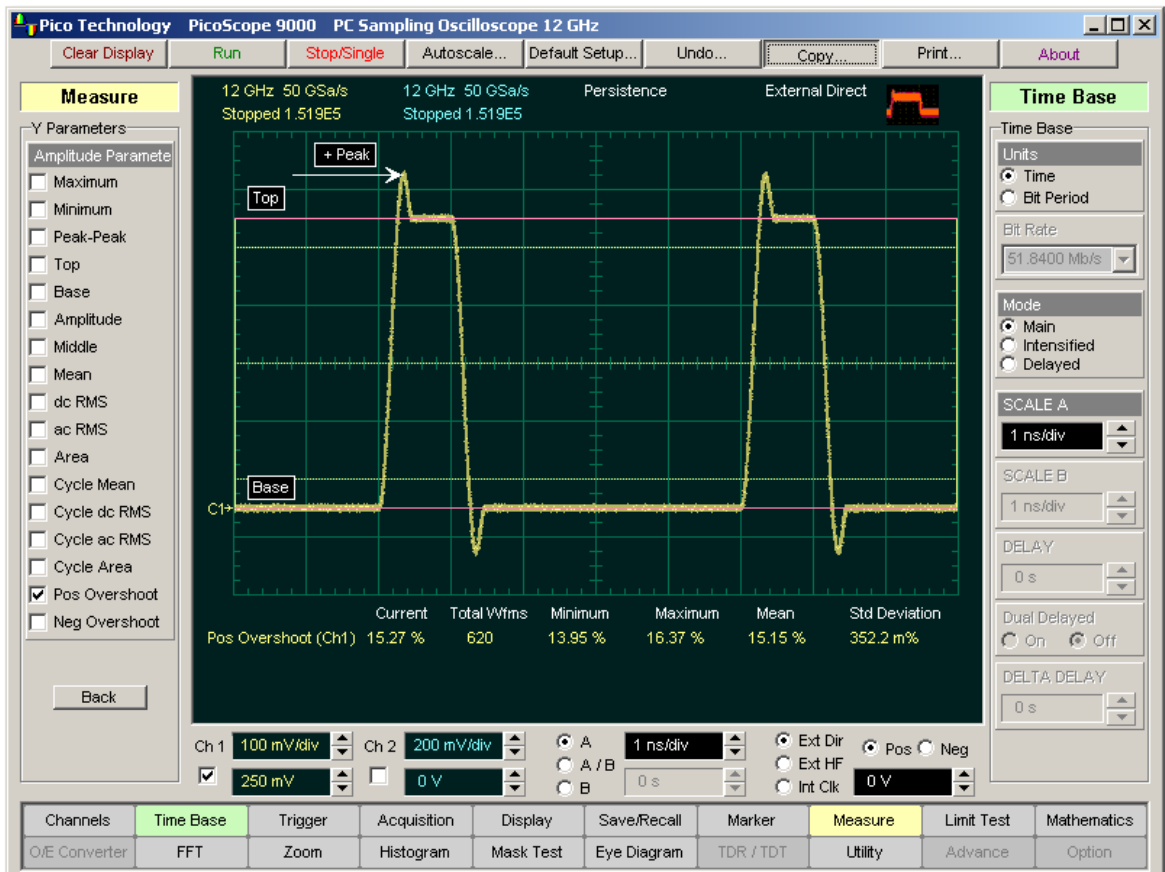 Pico Technology PicoScope 9000 PC Sampling Oscilloscope 12 GHz
Clear Display Run Stop/Single Autoscale... Default Setup... Undo... Copy... Print... About
Measure
Y Parameters
Amplitude Paramete
Maximum
Minimum
Peak-Peak
Top
Base
Amplitude
Middle
Mean
dc RMS
ac RMS
Area
Cycle Mean
Cycle dc RMS
Cycle ac RMS
Cycle Area
Pos Overshoot
Neg Overshoot
Back
12 GHz 50 GSa/s 12 GHz 50 GSa/s Persistence External Direct
Stopped 1.519E5 Stopped 1.519E5
+ Peak
Top
Base
C1
Current Total Wfms Minimum Maximum Mean Std Deviation
Pos Overshoot (Ch1) 15.27 % 620 13.95 % 16.37 % 15.15 % 352.2 m%
Time Base
Time Base
Units
Time
Bit Period
Bit Rate
51.8400 Mb/s
Mode
Main
Intensified
Delayed
SCALE A
1 ns/div
SCALE B
1 ns/div
DELAY
0 s
Dual Delayed
On Off
DELTA DELAY
0 s
Ch 1 100 mV/div Ch 2 200 mV/div A 1 ns/div Ext Dir Pos Neg
A / B Ext HF
250 mV 0 V B 0 s Int Clk 0 V
Channels Time Base Trigger Acquisition Display Save/Recall Marker Measure Limit Test Mathematics
O/E Converter FFT Zoom Histogram Mask Test Eye Diagram TDR / TDT Utility Advance Option